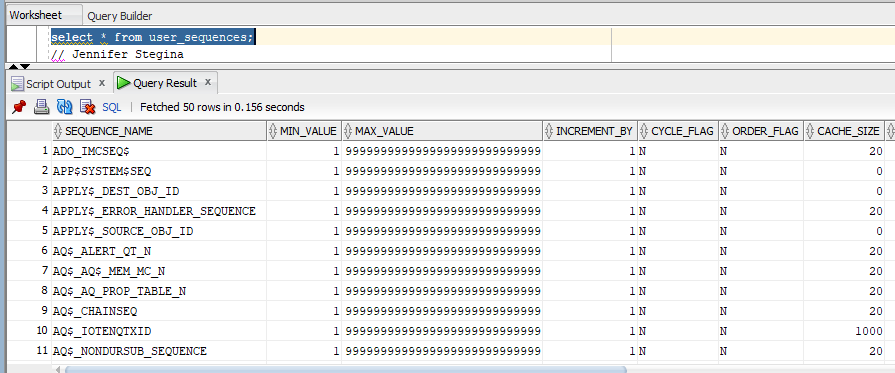 Worksheet Query Builder
select * from user_sequences;
// Jennifer Stegina
Script Output x Query Result x
SQL | Fetched 50 rows in 0.156 seconds
SEQUENCE_NAME MIN_VALUE MAX_VALUE INCREMENT_BY CYCLE_FLAG ORDER_FLAG CACHE_SIZE
1 ADO_IMCSEQ$ 1 9999999999999999999999999999 1 N N 20
2 APP$SYSTEM$SEQ 1 9999999999999999999999999999 1 N N 0
3 APPLY$_DEST_OBJ_ID 1 9999999999999999999999999999 1 N N 0
4 APPLY$_ERROR_HANDLER_SEQUENCE 1 9999999999999999999999999999 1 N N 20
5 APPLY$_SOURCE_OBJ_ID 1 9999999999999999999999999999 1 N N 0
6 AQ$_ALERT_QT_N 1 9999999999999999999999999999 1 N N 20
7 AQ$_AQ$_MEM_MC_N 1 9999999999999999999999999999 1 N N 20
8 AQ$_AQ_PROP_TABLE_N 1 9999999999999999999999999999 1 N N 20
9 AQ$_CHAINSEQ 1 9999999999999999999999999999 1 N N 20
10 AQ$_IOTENQTXID 1 9999999999999999999999999999 1 N N 1000
11 AQ$_NONDURSUB_SEQUENCE 1 9999999999999999999999999999 1 N N 20